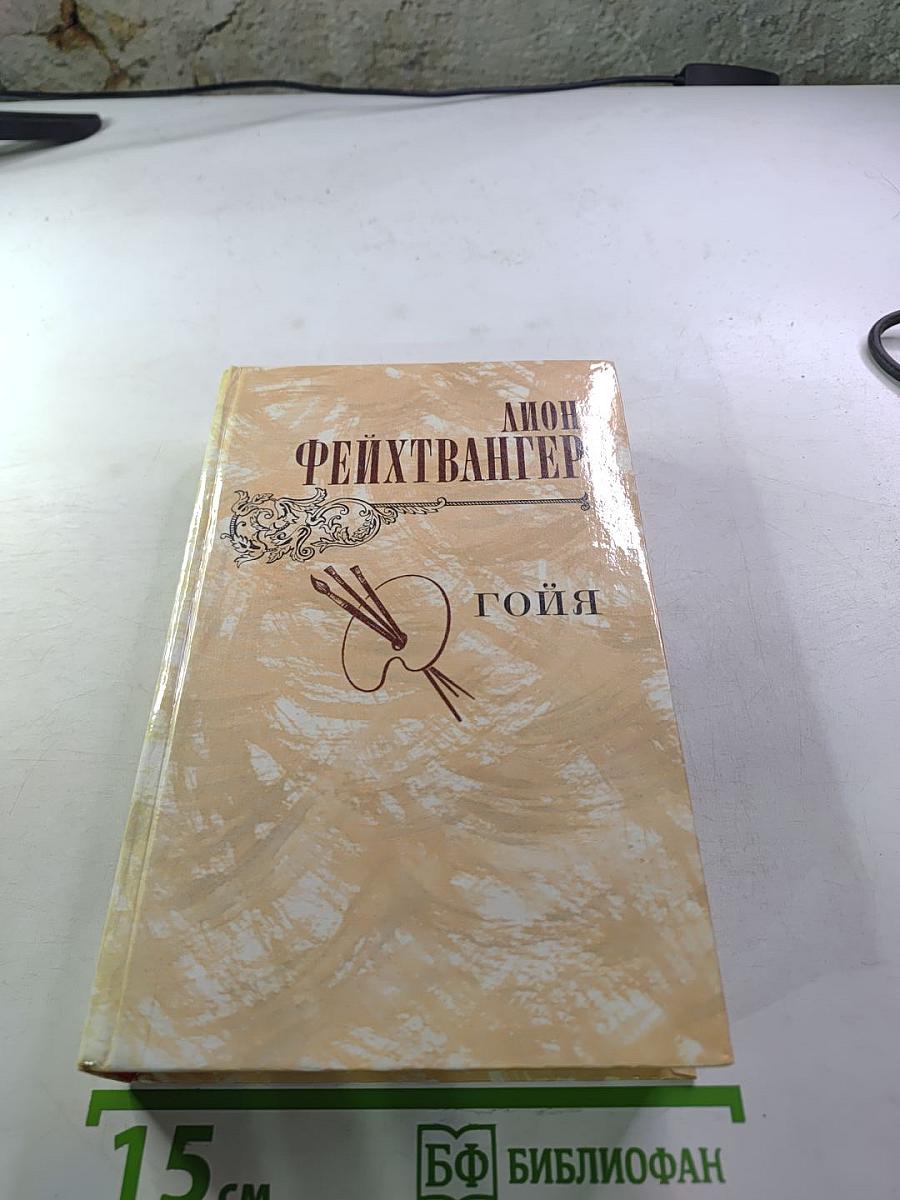 ЛИОН
ФЕЙХТВАНГЕР
ГОЙЯ
15 см
БФ БИБЛИОФАН